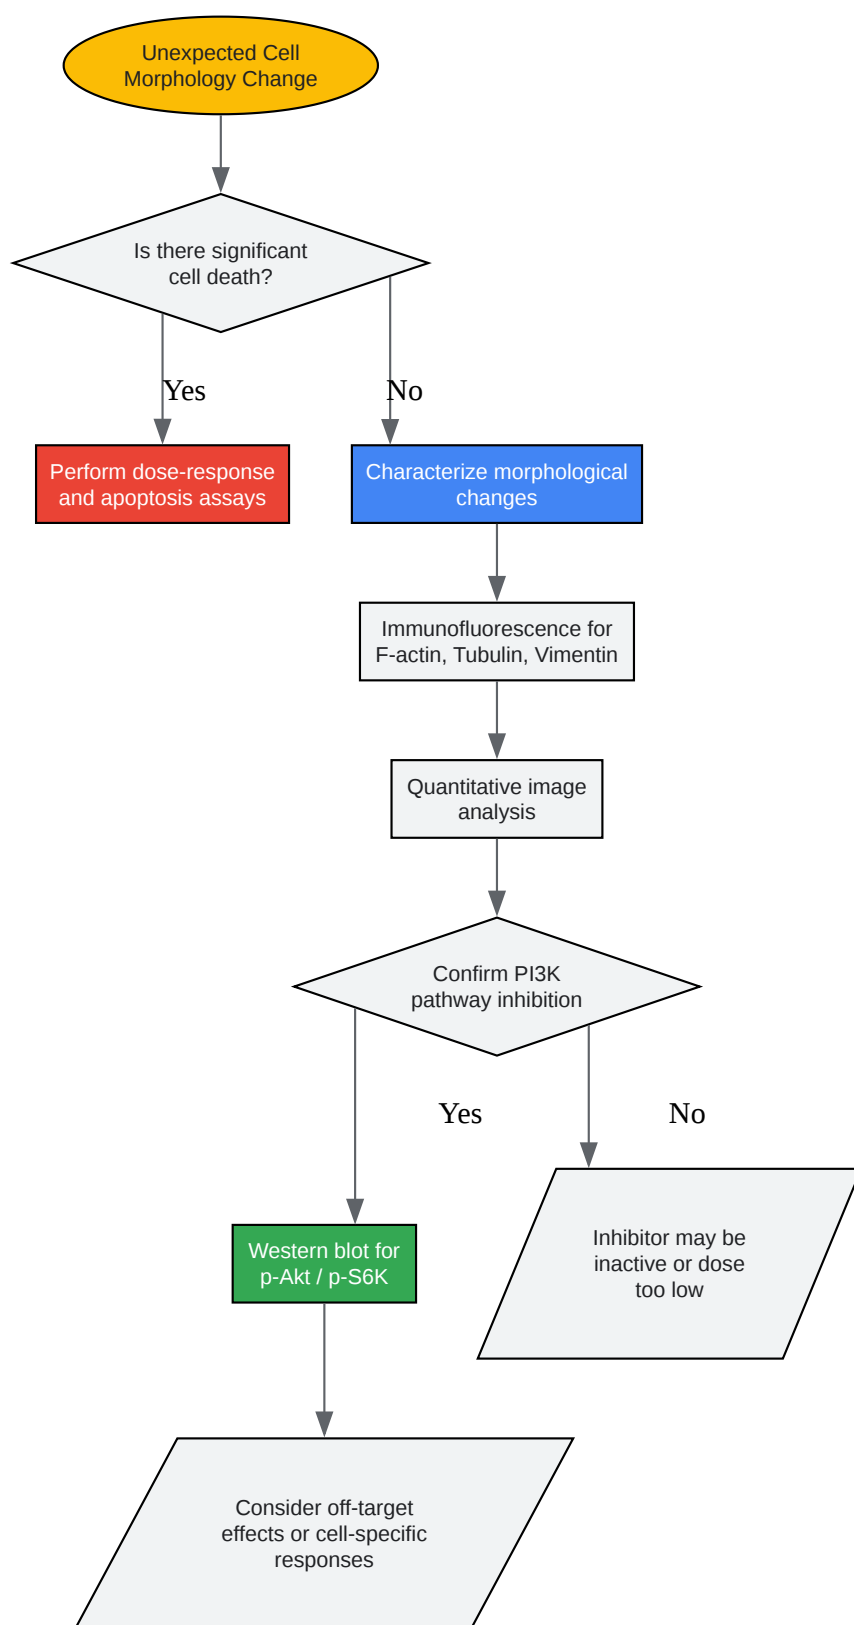 Unexpected Cell
Morphology Change
Is there significant
cell death?
Yes
No
Perform dose-response
and apoptosis assays
Characterize morphological
changes
Immunofluorescence for
F-actin, Tubulin, Vimentin
Quantitative image
analysis
Confirm PI3K
pathway inhibition
Yes
No
Western blot for
p-Akt / p-S6K
Inhibitor may be
inactive or dose
too low
Consider off-target
effects or cell-specific
responses